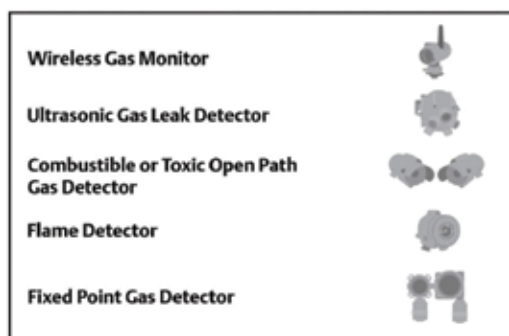 Wireless Gas Monitor
Ultrasonic Gas Leak Detector
Combustible or Toxic Open Path
Gas Detector
Flame Detector
Fixed Point Gas Detector